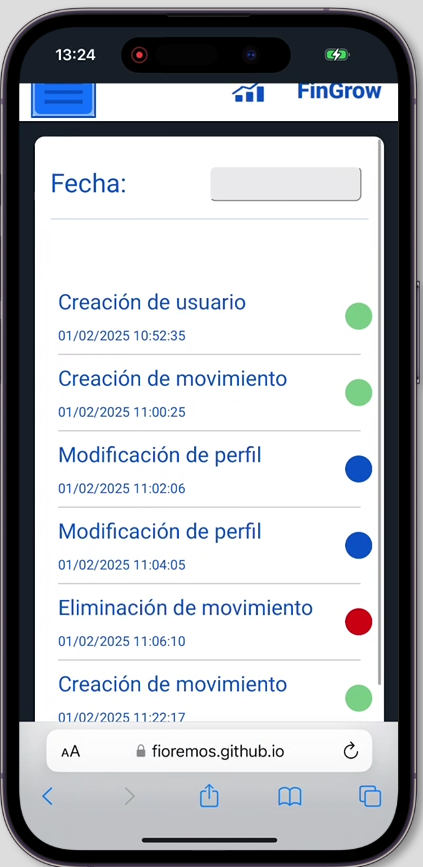 13:24
FinGrow
Fecha:
Creación de usuario
01/02/2025 10:52:35
Creación de movimiento
01/02/2025 11:00:25
Modificación de perfil
01/02/2025 11:02:06
Modificación de perfil
01/02/2025 11:04:05
Eliminación de movimiento
01/02/2025 11:06:10
Creación de movimiento
01/02/2025 11:22:17
AA fioremos.github.io